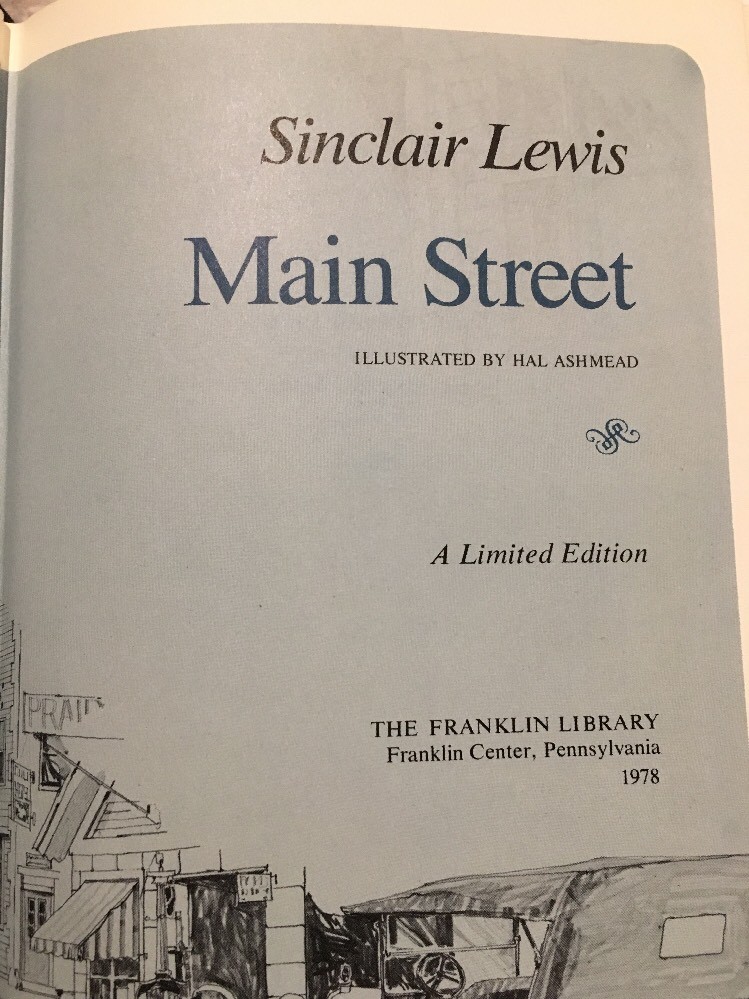 Sinclair Lewis
Main Street
ILLUSTRATED BY HAL ASHMEAD
A Limited Edition
THE FRANKLIN LIBRARY
Franklin Center, Pennsylvania
1978